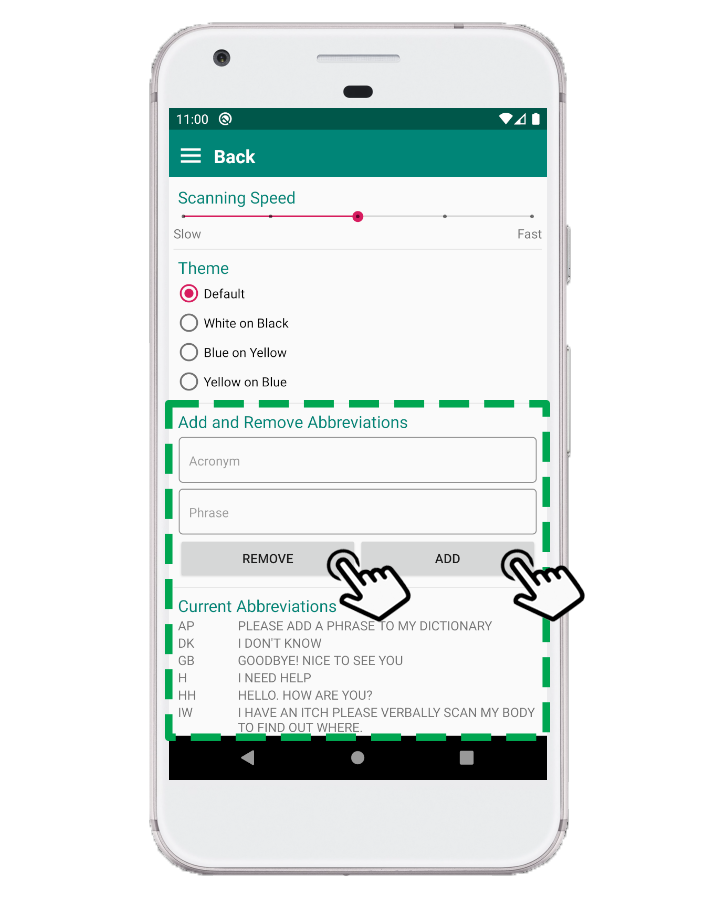 11:00
Back
Scanning Speed
Slow Fast
Theme
Default
White on Black
Blue on Yellow
Yellow on Blue
Add and Remove Abbreviations
Acronym
Phrase
REMOVE ADD
Current Abbreviations
AP PLEASE ADD A PHRASE TO MY DICTIONARY
DK I DON'T KNOW
GB GOODBYE! NICE TO SEE YOU
H I NEED HELP
HH HELLO. HOW ARE YOU?
IW I HAVE AN ITCH PLEASE VERBALLY SCAN MY BODY
TO FIND OUT WHERE.